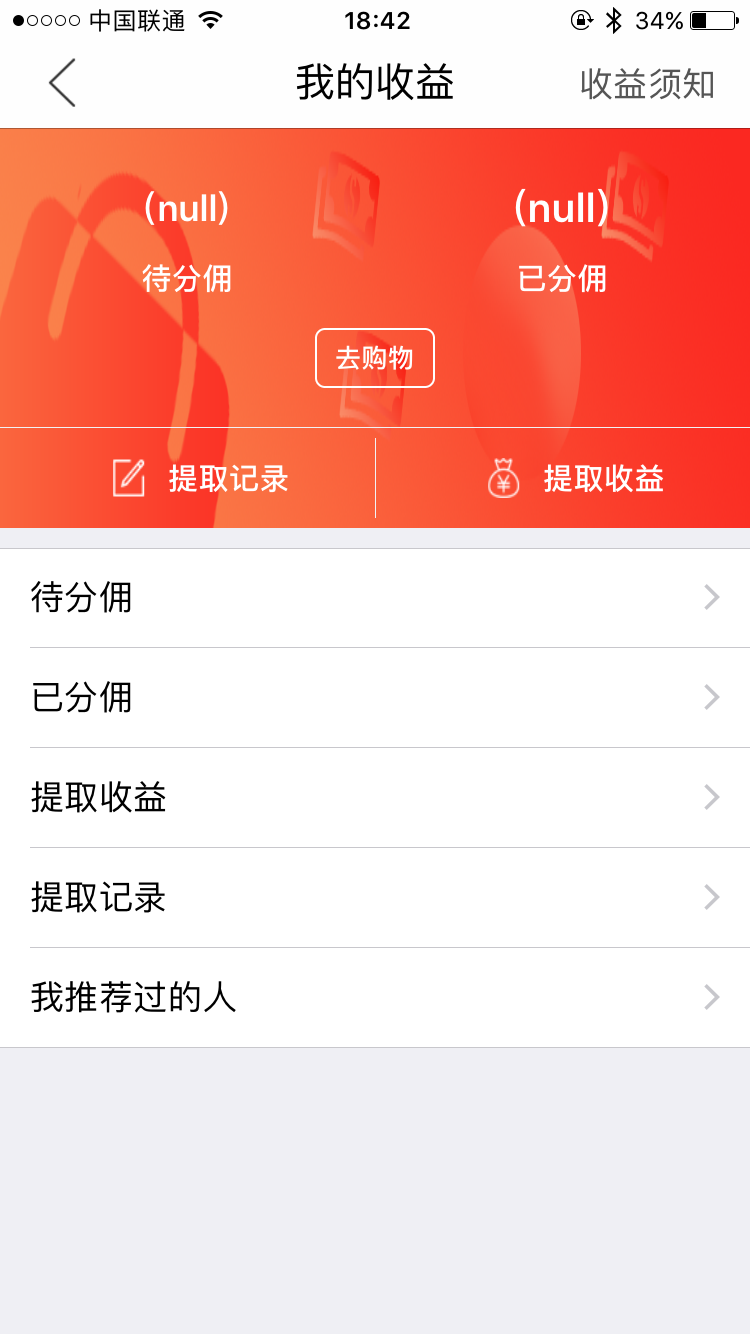 中国联通 18:42 34%
我的收益 收益须知
(null) (null)
待分佣 已分佣
去购物
提取记录 提取收益
待分佣
已分佣
提取收益
提取记录
我推荐过的人